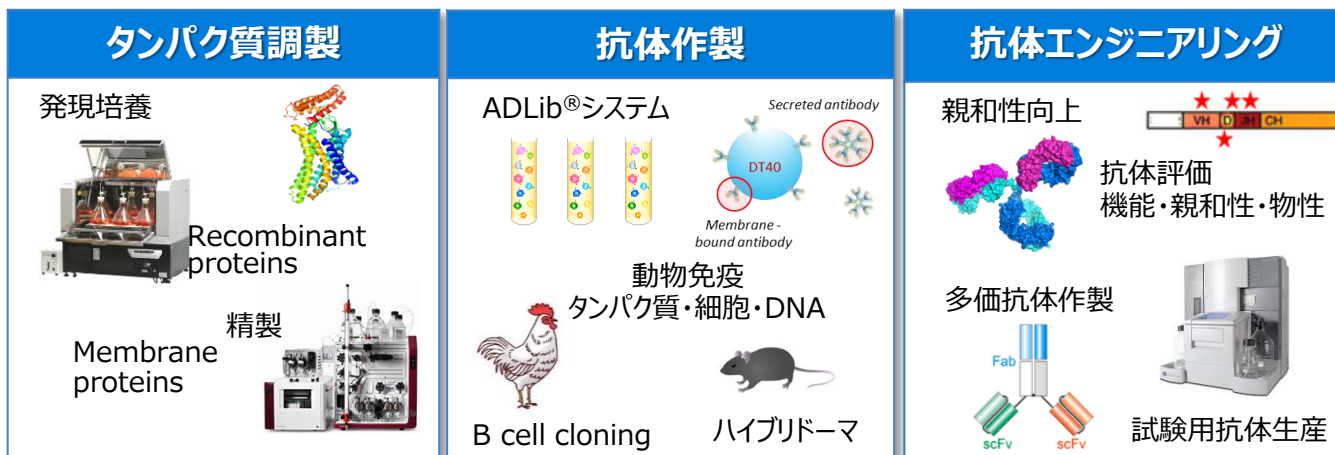 タンパク質調製
発現培養
Recombinant
proteins
精製
Membrane
proteins
抗体作製
ADLib®システム
Secreted antibody
DT40
Membrane -
bound antibody
動物免疫
タンパク質・細胞・DNA
B cell cloning
ハイブリドーマ
抗体エンジニアリング
親和性向上
VH D JH CH
抗体評価
機能・親和性・物性
多価抗体作製
Fab
scFv
scFv
試験用抗体生産